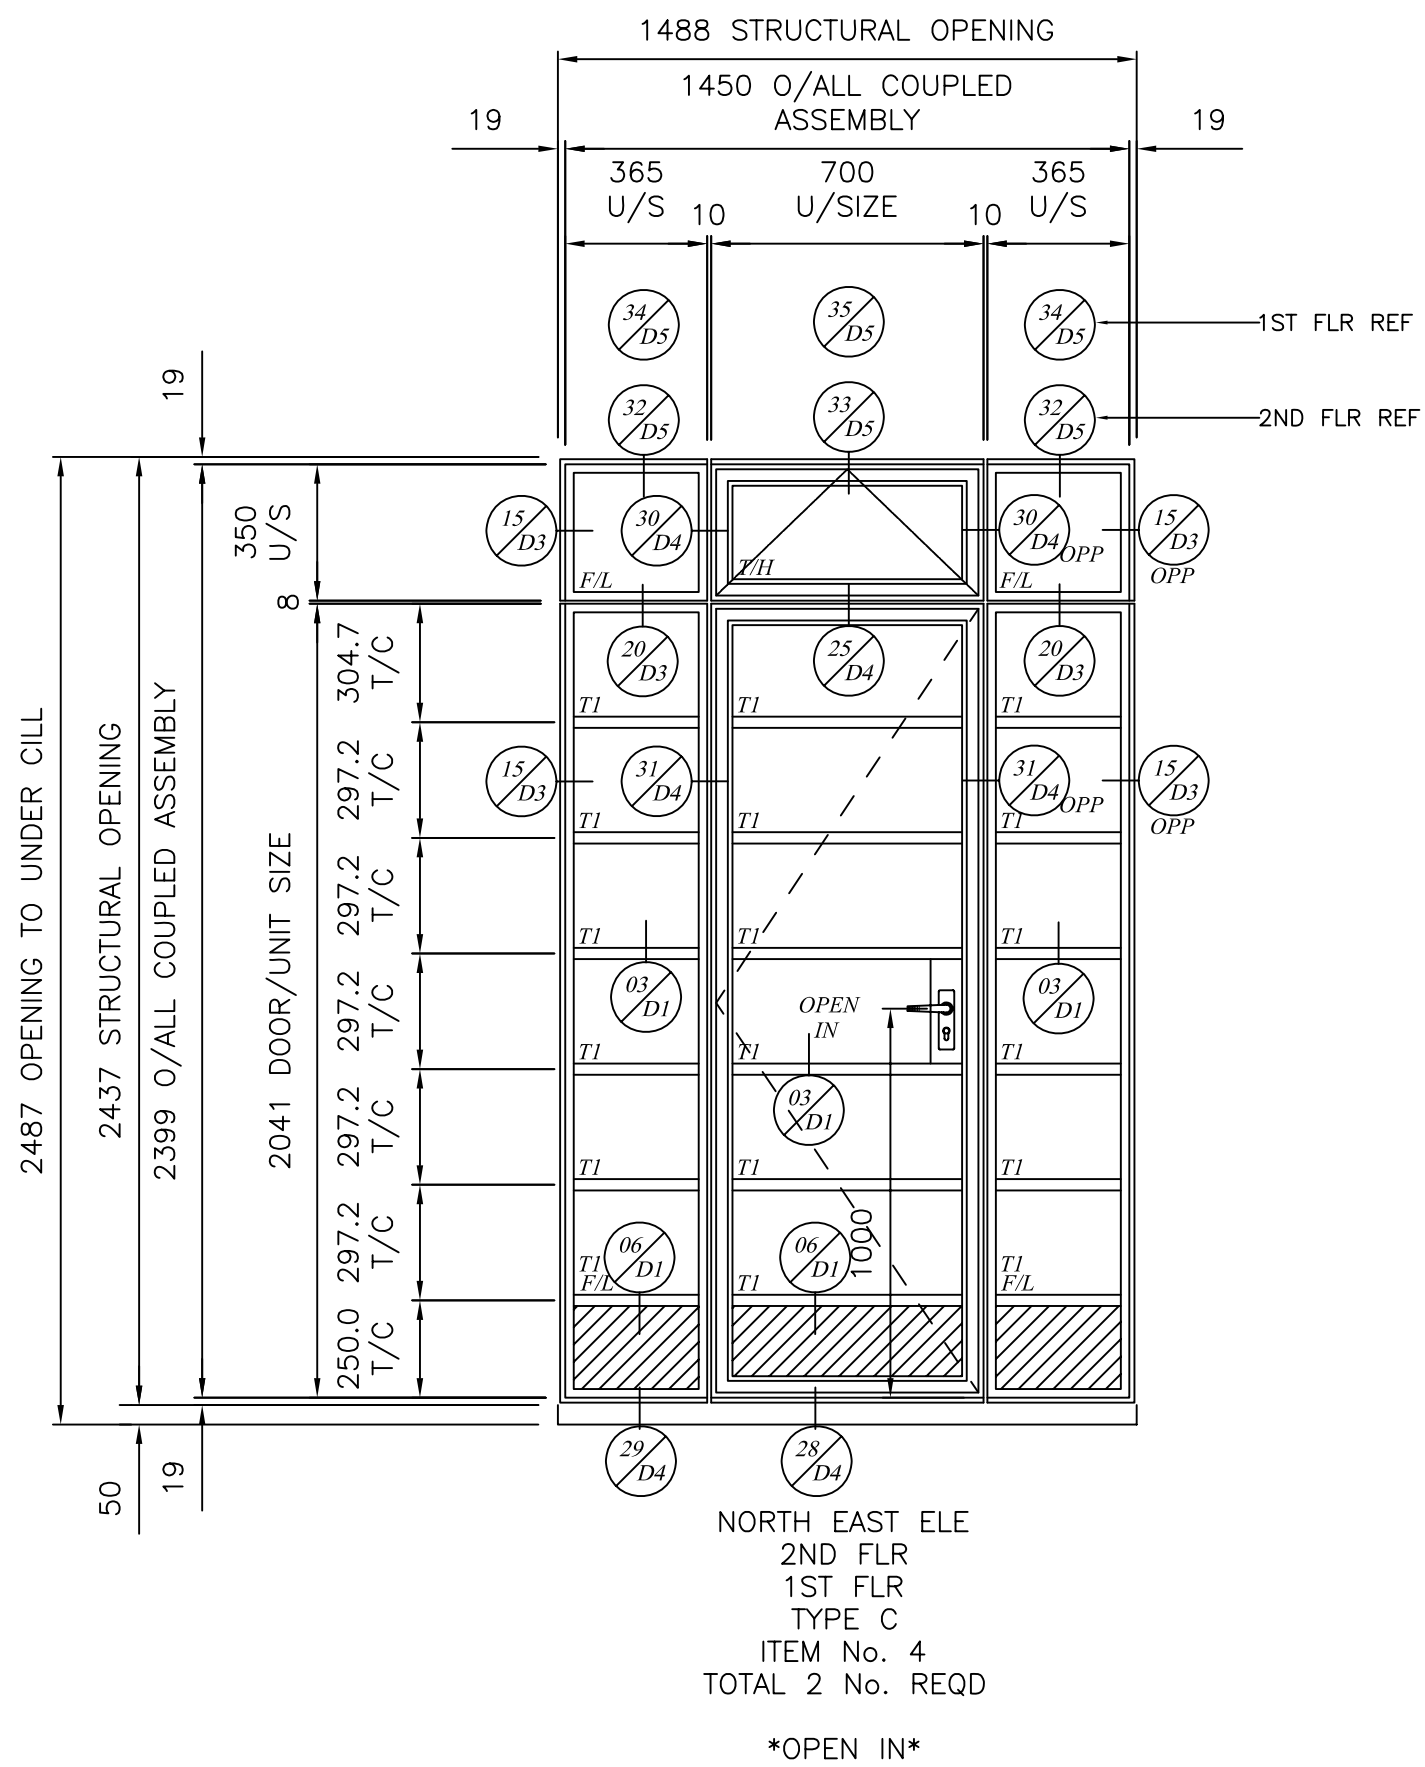 1488 STRUCTURAL OPENING
1450 O/ALL COUPLED
ASSEMBLY
19
19
365
U/S
10
700
U/SIZE
10
365
U/S
34
D5
35
D5
34
D5
1ST FLR REF
32
D5
33
D5
32
D5
2ND FLR REF
19
350
U/S
8
15
D3
30
D4
30
D4
OPP
15
D3
OPP
F/L
T/H
F/L
304.7
T/C
20
D3
25
D4
20
D3
T1
T1
T1
297.2
T/C
15
D3
31
D4
31
D4
OPP
15
D3
OPP
T1
T1
2487 OPENING TO UNDER CILL
2437 STRUCTURAL OPENING
2399 O/ALL COUPLED ASSEMBLY
2041 DOOR/UNIT SIZE
297.2
T/C
T1
T1
T1
297.2
T/C
03
D1
OPEN
IN
03
D1
T1
T1
T1
297.2
T/C
03
D1
T1
T1
T1
297.2
T/C
06
D1
06
D1
1000
T1
F/L
T1
T1
F/L
250.0
T/C
50
19
29
D4
28
D4
NORTH EAST ELE
2ND FLR
1ST FLR
TYPE C
ITEM No. 4
TOTAL 2 No. REQD
*OPEN IN*